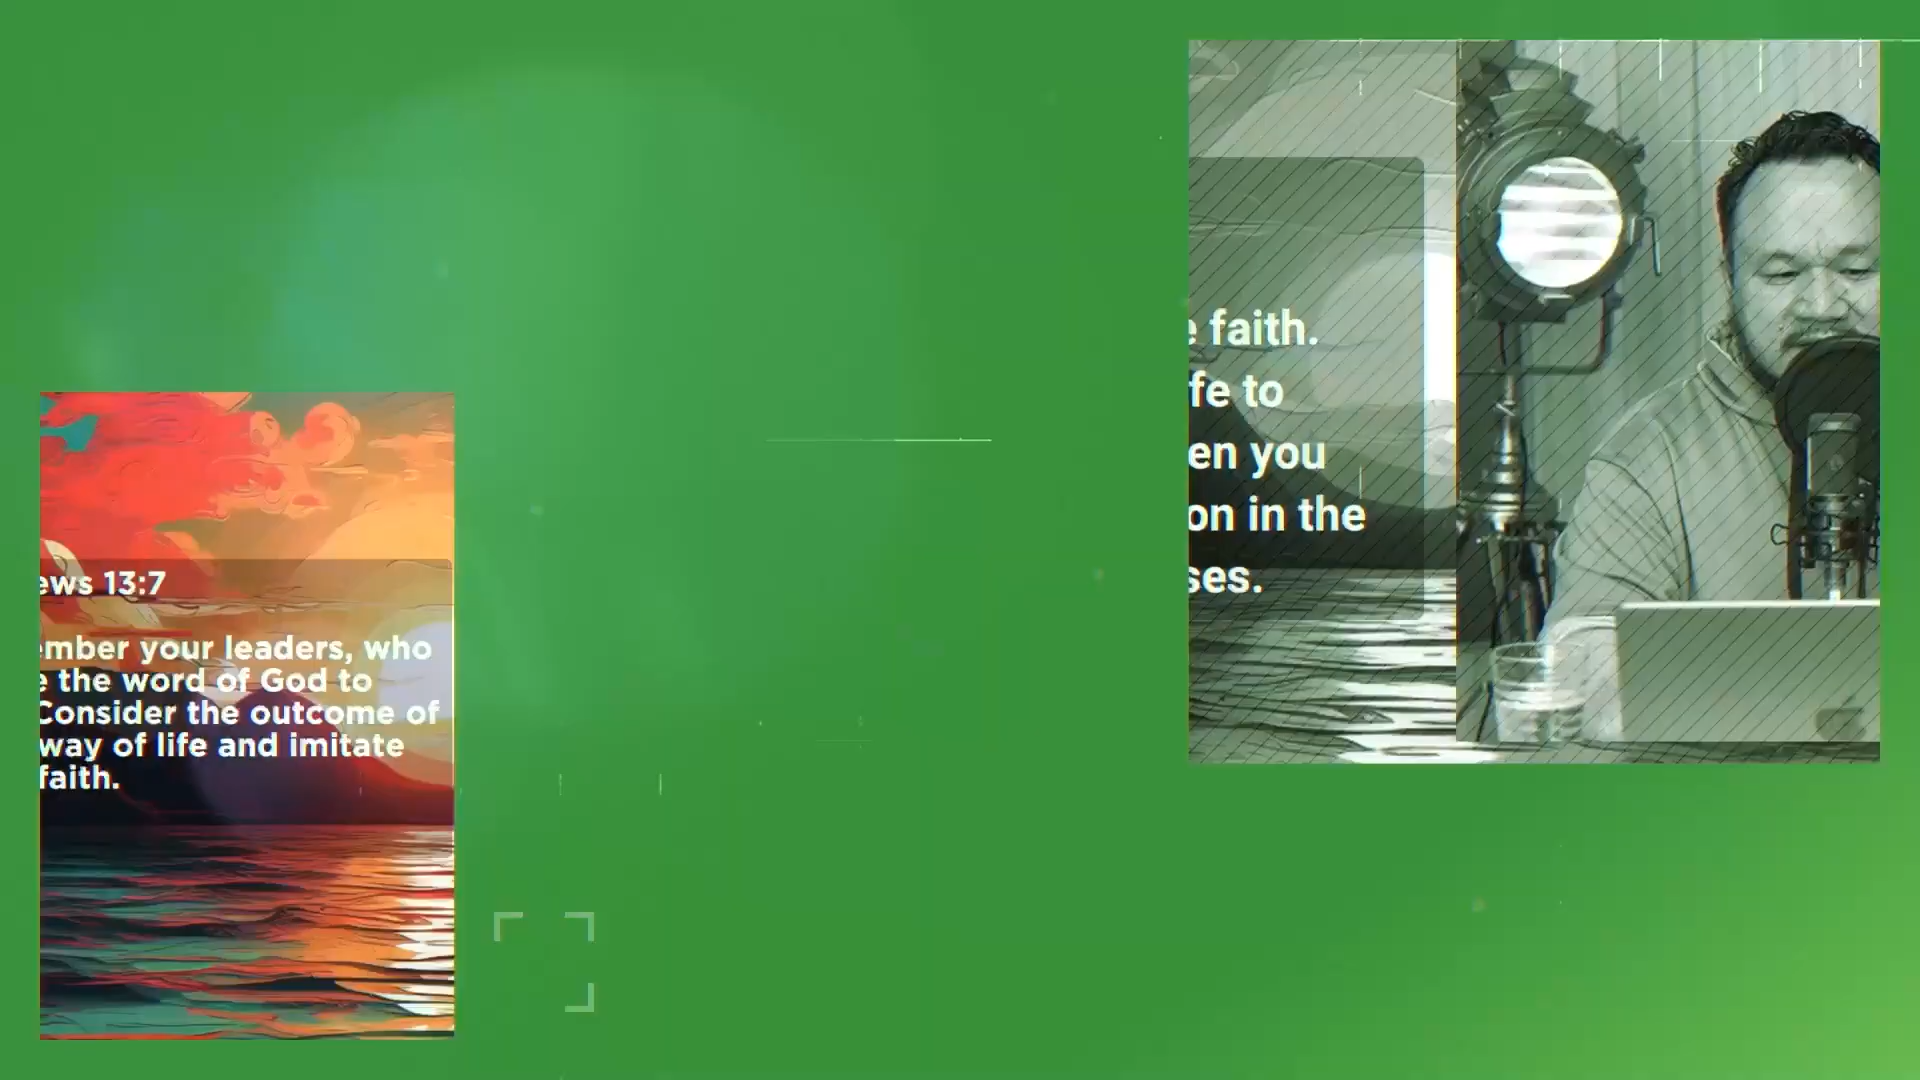 ews 13:7
ember your leaders, who
e the word of God to
Consider the outcome of
way of life and imitate
faith.
e faith.
fe to
en you
on in the
ses.